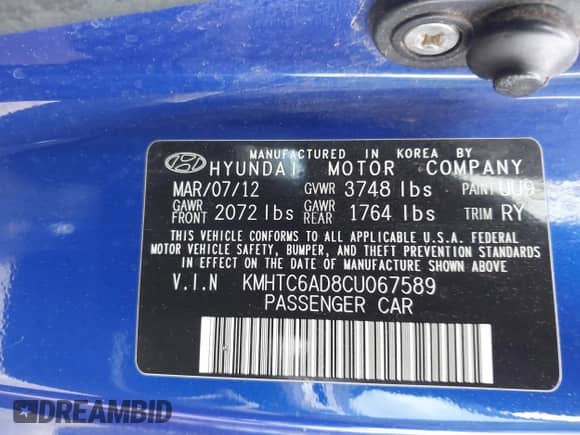 MANUFACTURED IN KOREA BY
HYUNDAI MOTOR COMPANY
MAR/07/12 GVWR 3748 lbs PAINT UU9
GAWR FRONT 2072 lbs GAWR REAR 1764 lbs TRIM RY
THIS VEHICLE CONFORMS TO ALL APPLICABLE U.S.A. FEDERAL
MOTOR VEHICLE SAFETY, BUMPER, AND THEFT PREVENTION STANDARDS
IN EFFECT ON THE DATE OF MANUFACTURE SHOWN ABOVE
V.I.N KMHTC6AD8CU067589
PASSENGER CAR
DREAMBID